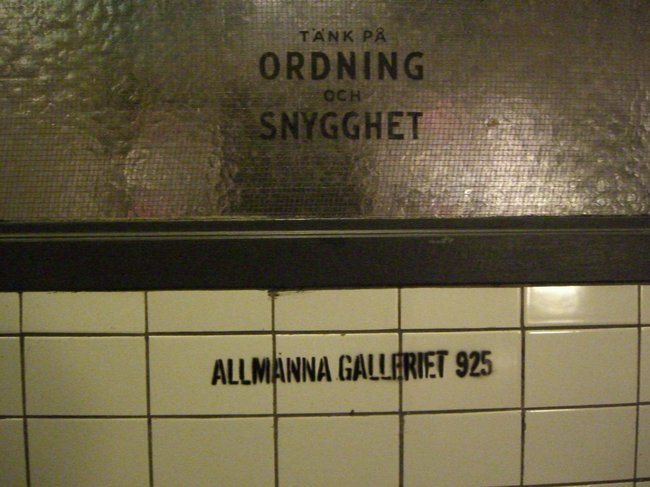 TÄNK PÅ
ORDNING
OCH
SNYGGHET
ALLMÄNNA GALLERIET 925